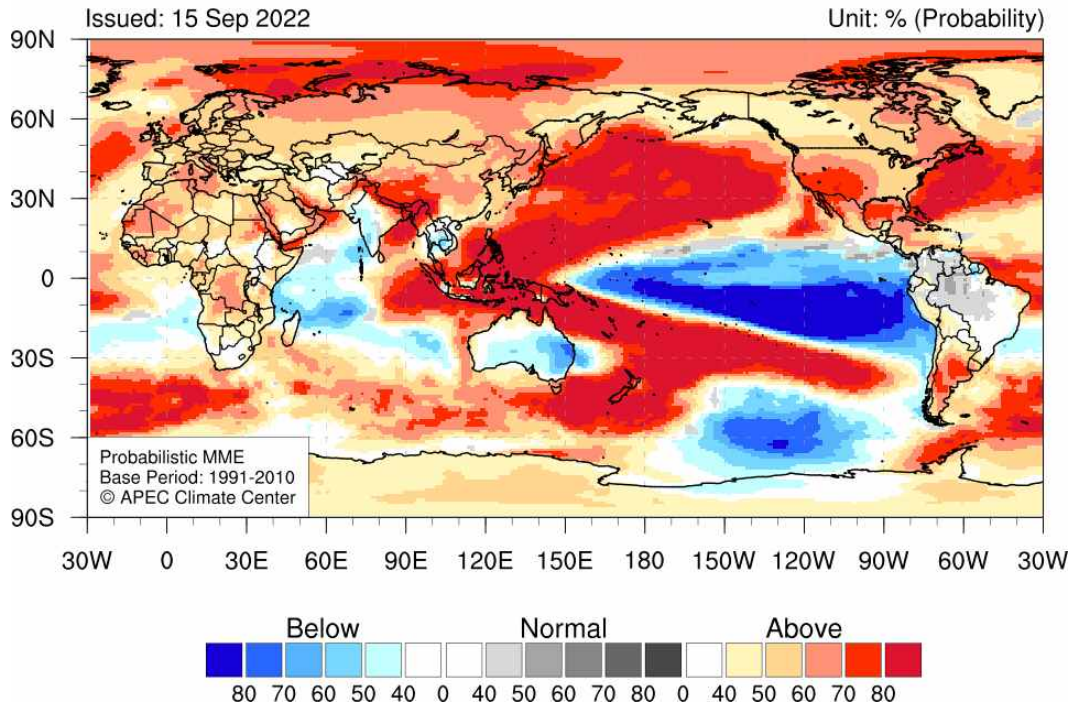 Issued: 15 Sep 2022 Unit: % (Probability)
90N
60N
30N
0
30S
60S
90S
Probabilistic MME
Base Period: 1991-2010
© APEC Climate Center
30W 0 30E 60E 90E 120E 150E 180 150W 120W 90W 60W 30W
Below Normal Above
80 70 60 50 40 0 40 50 60 70 80 0 40 50 60 70 80